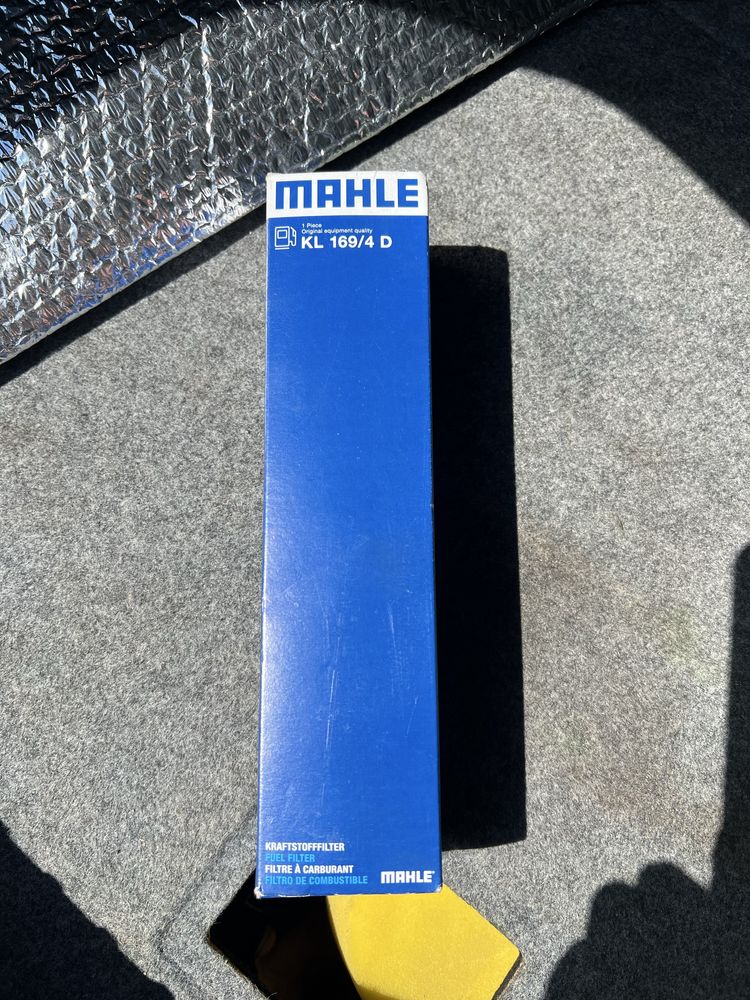 MAHLE
1 Piece
Original equipment quality
KL 169/4 D
KRAFTSTOFFFILTER
FUEL FILTER
FILTRE À CARBURANT
FILTRO DE COMBUSTIBLE
MAHLE